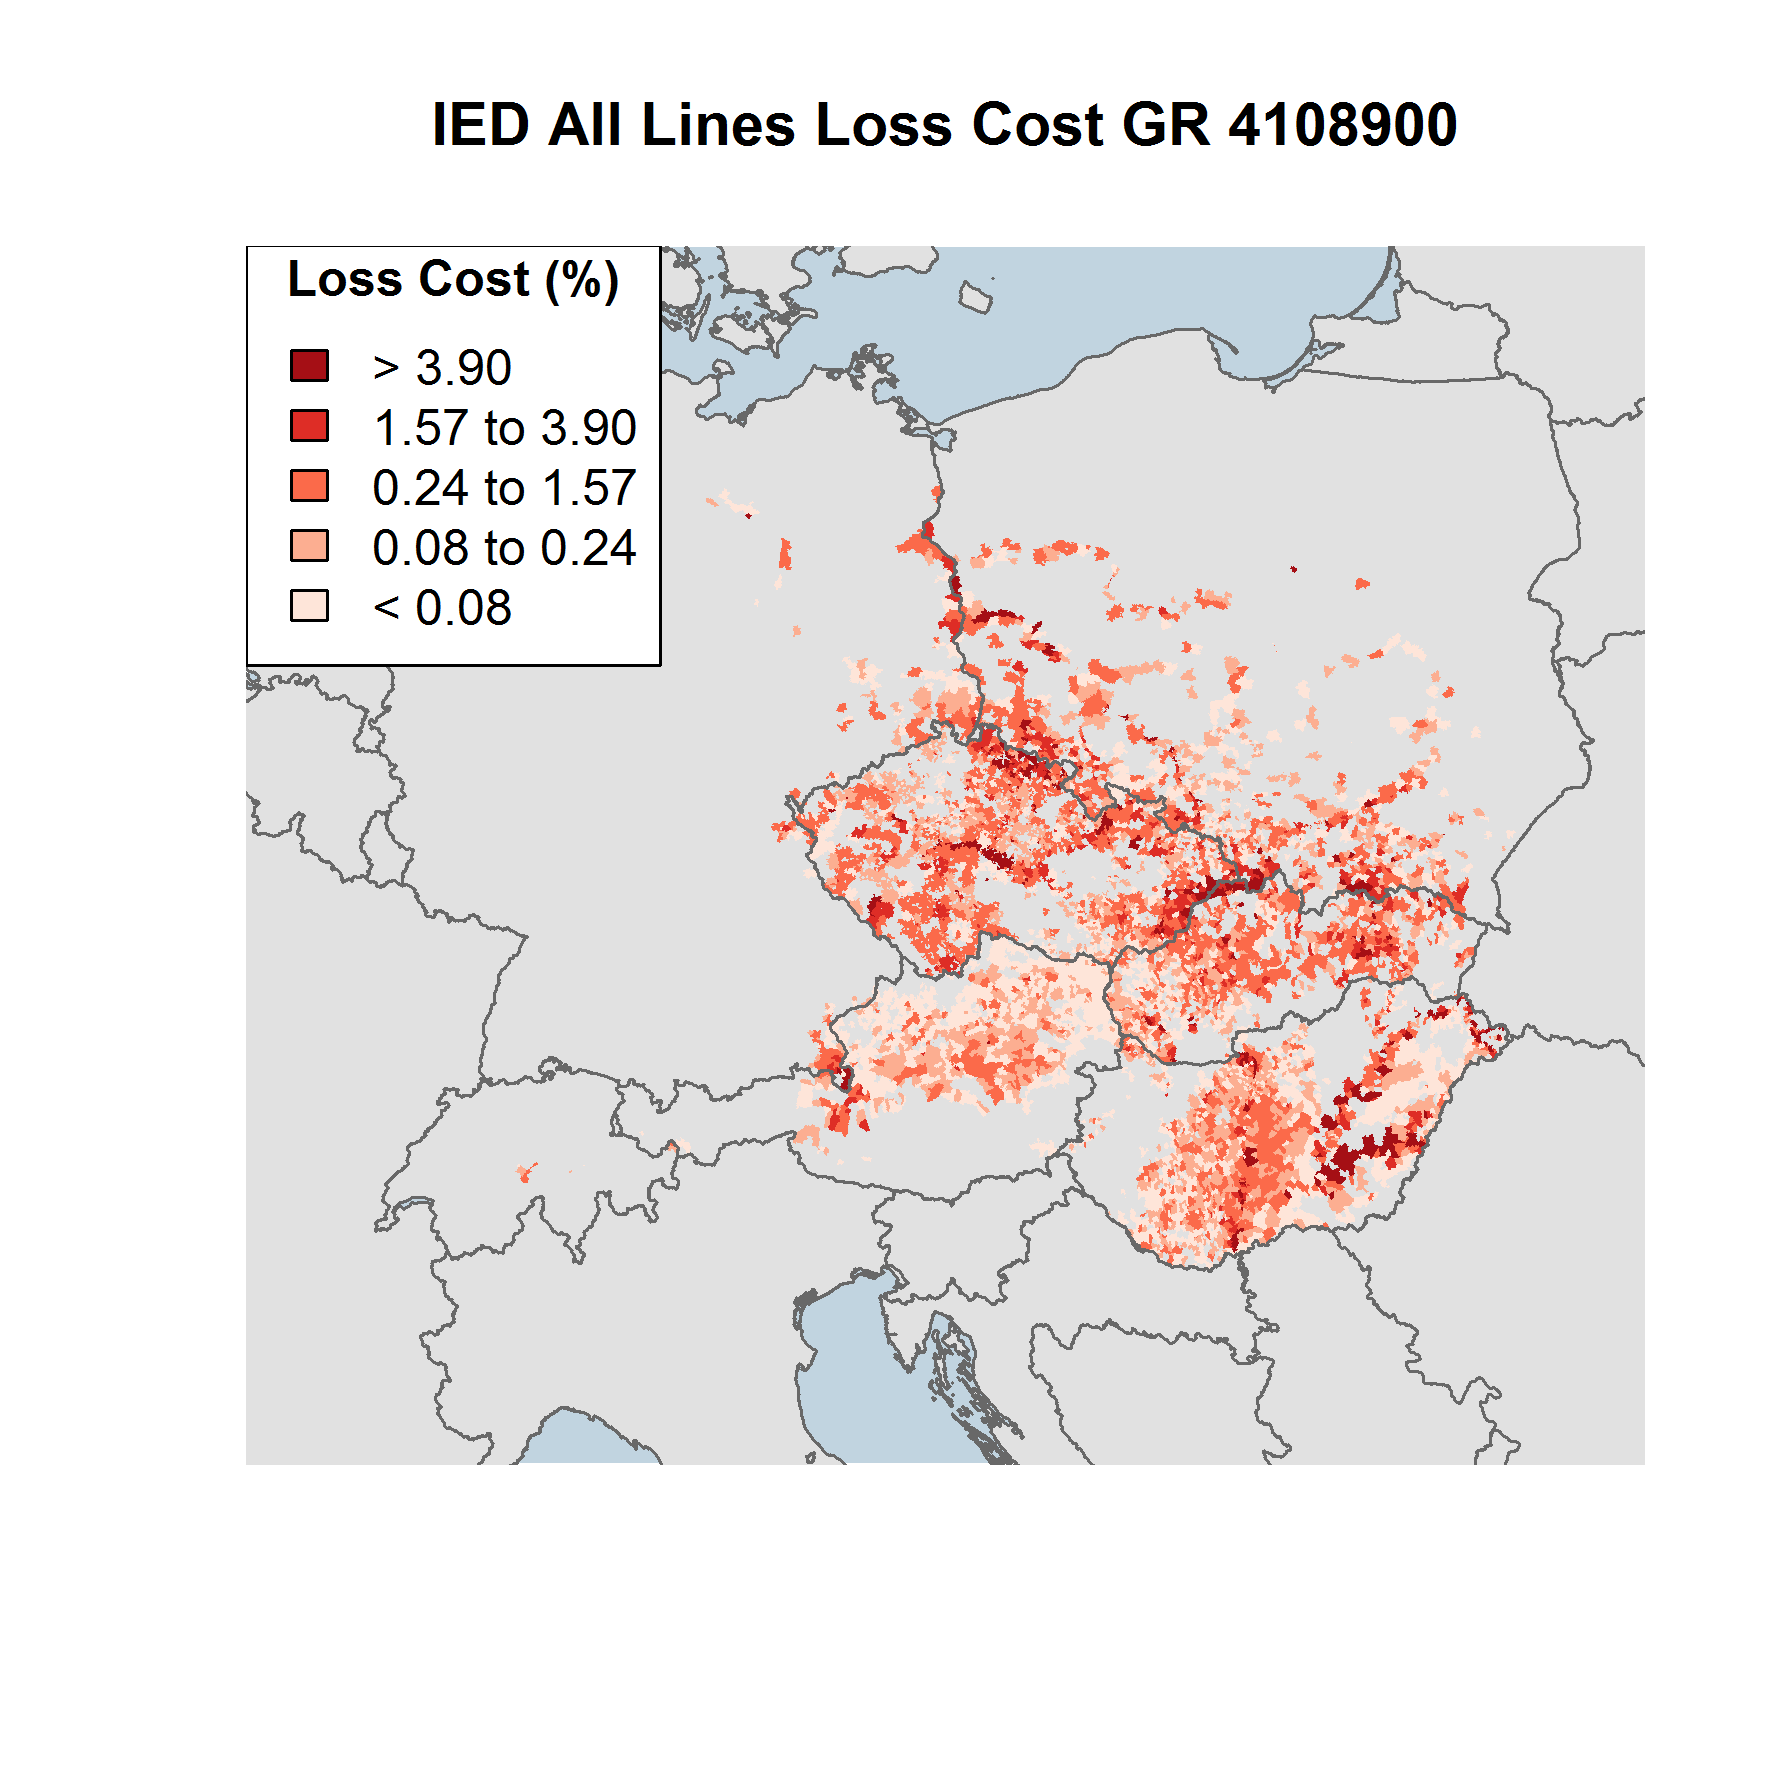 IED All Lines Loss Cost GR 4108900
Loss Cost (%)
> 3.90
1.57 to 3.90
0.24 to 1.57
0.08 to 0.24
< 0.08